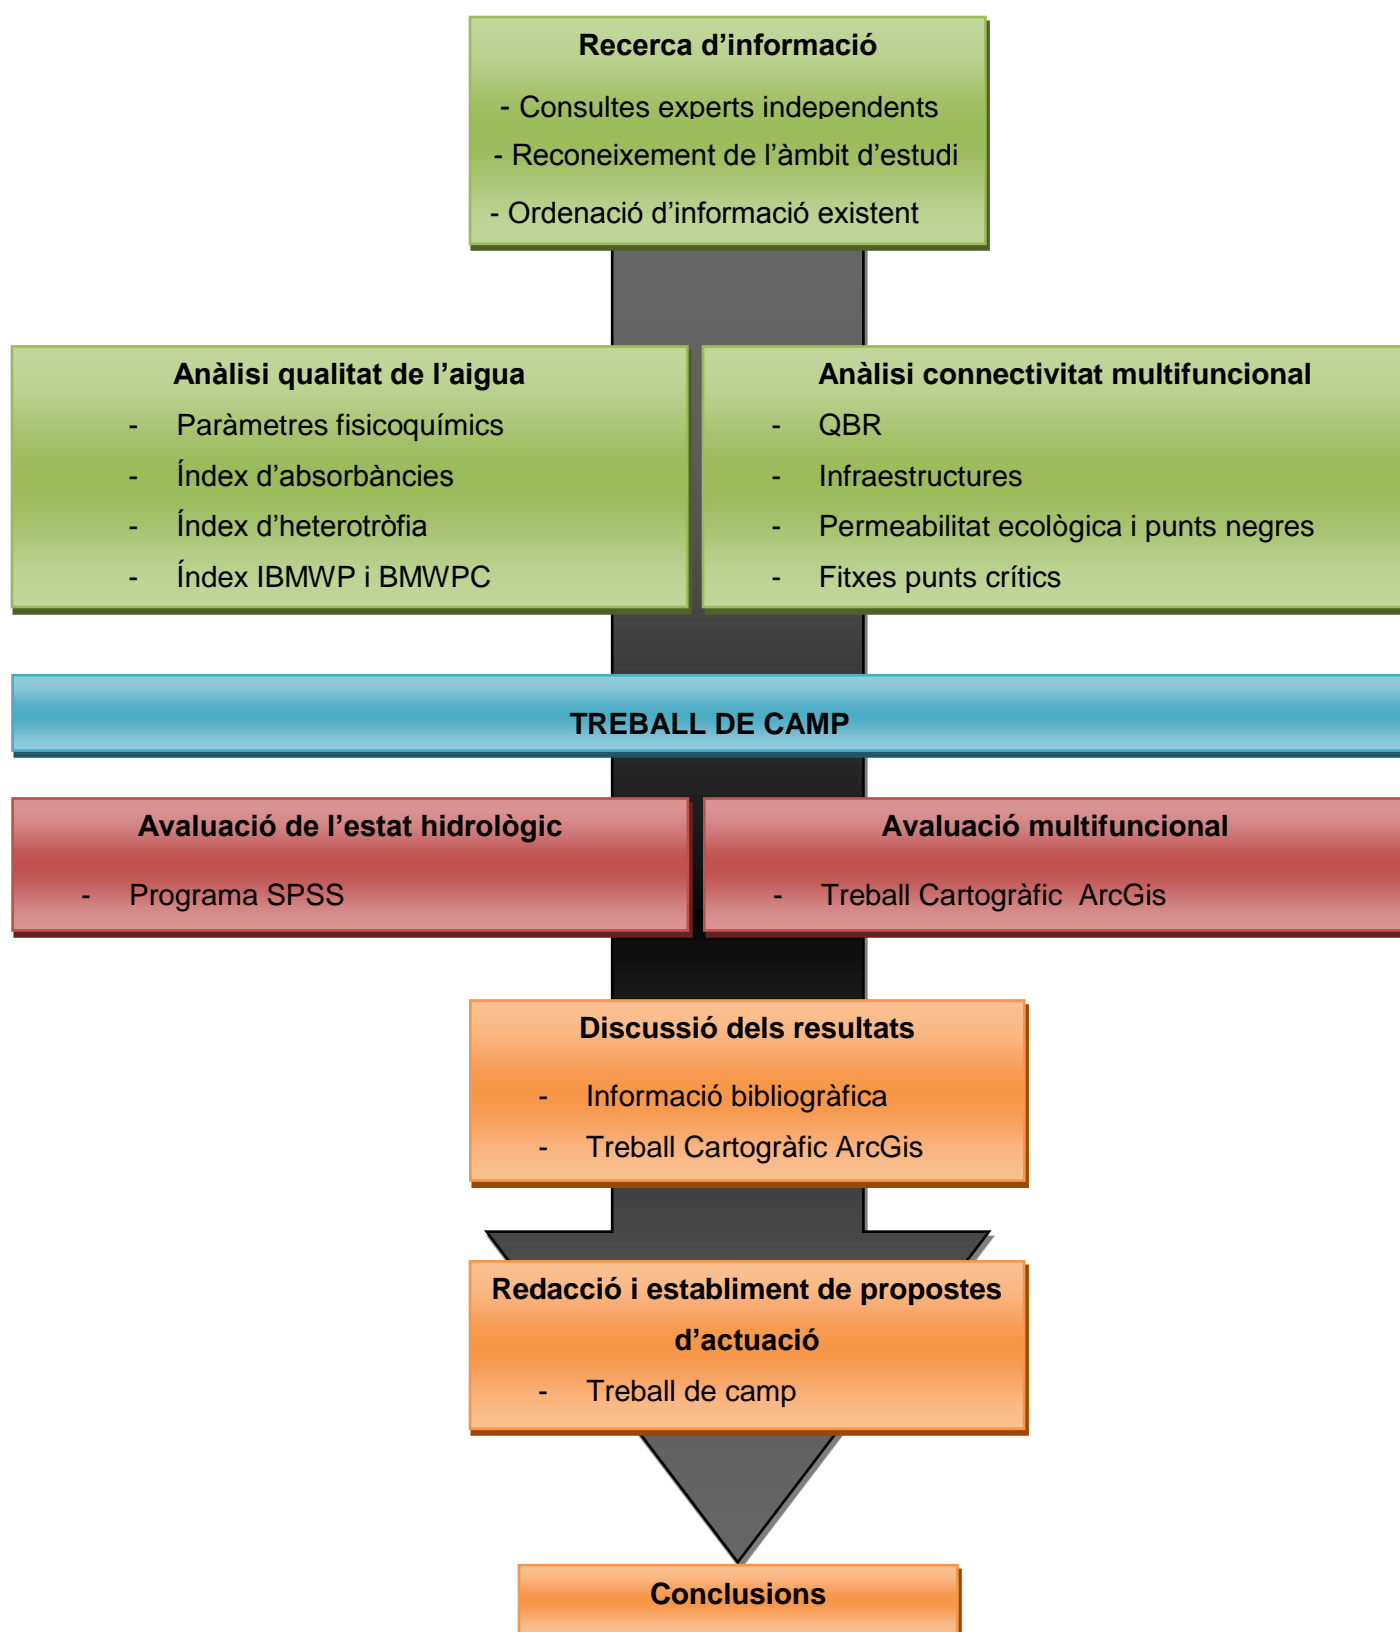 Recerca d’informació
- Consultes experts independents
- Reconeixement de l’àmbit d’estudi
- Ordenació d’informació existent
Anàlisi qualitat de l’aigua
- Paràmetres fisicoquímics
- Índex d’absorbàncies
- Índex d’heterotròfia
- Índex IBMWP i BMWPC
Anàlisi connectivitat multifuncional
- QBR
- Infraestructures
- Permeabilitat ecològica i punts negres
- Fitxes punts crítics
TREBALL DE CAMP
Avaluació de l’estat hidrològic
- Programa SPSS
Avaluació multifuncional
- Treball Cartogràfic ArcGis
Discussió dels resultats
- Informació bibliogràfica
- Treball Cartogràfic ArcGis
Redacció i establiment de propostes
d’actuació
- Treball de camp
Conclusions